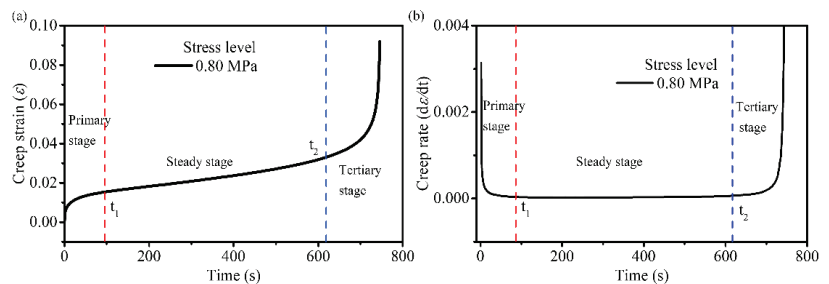 (a)
0.10
0.08
0.06
0.04
0.02
0.00
Creep strain (ε)
Stress level
0.80 MPa
Primary
stage
Steady stage
Tertiary
stage
t1
t2
0
200
400
600
800
Time (s)
(b)
0.004
0.002
0.000
Creep rate (dε/dt)
Stress level
0.80 MPa
Primary
stage
Steady stage
Tertiary
stage
t1
t2
0
200
400
600
800
Time (s)